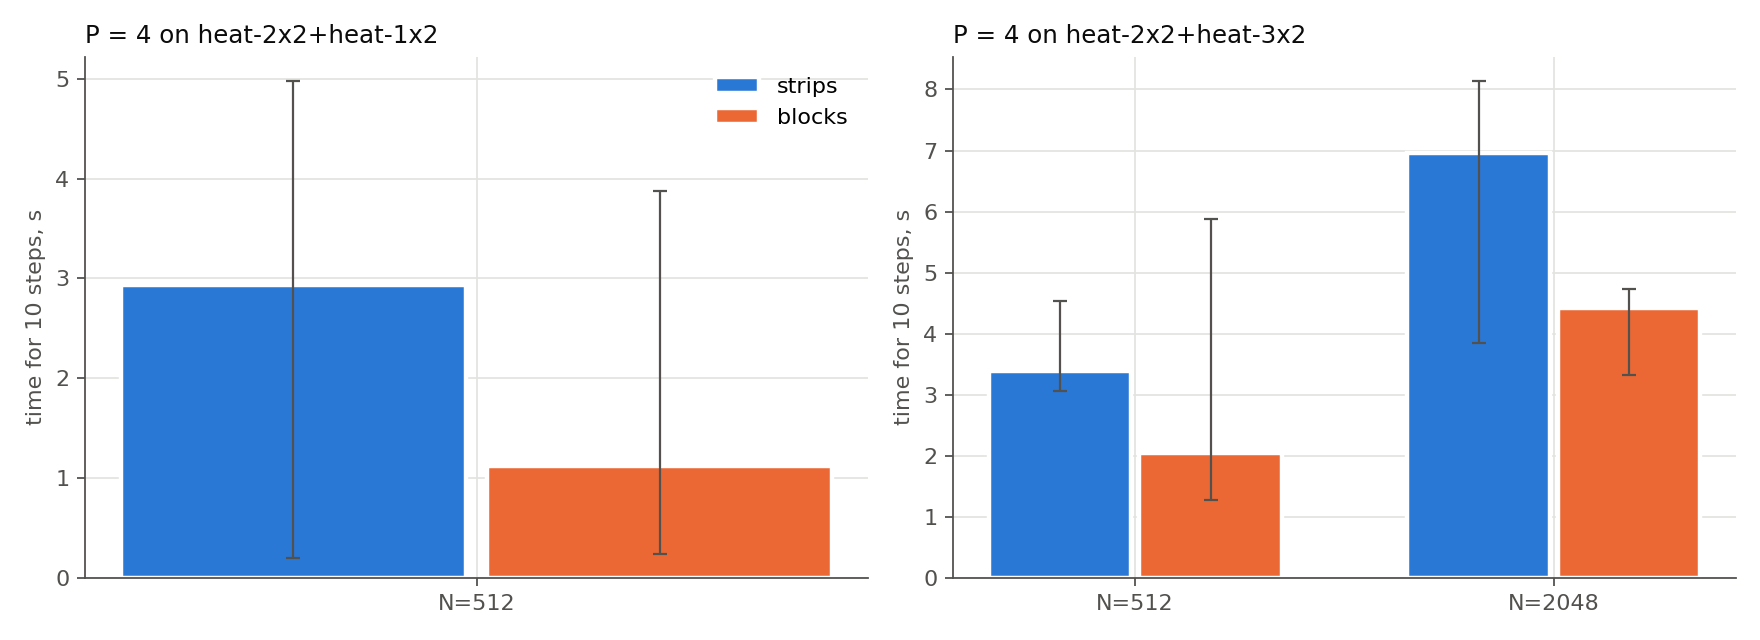 P = 4 on heat-2x2+heat-1x2
time for 10 steps, s
5
4
3
2
1
0
N=512
strips
blocks
P = 4 on heat-2x2+heat-3x2
time for 10 steps, s
8
7
6
5
4
3
2
1
0
N=512
N=2048